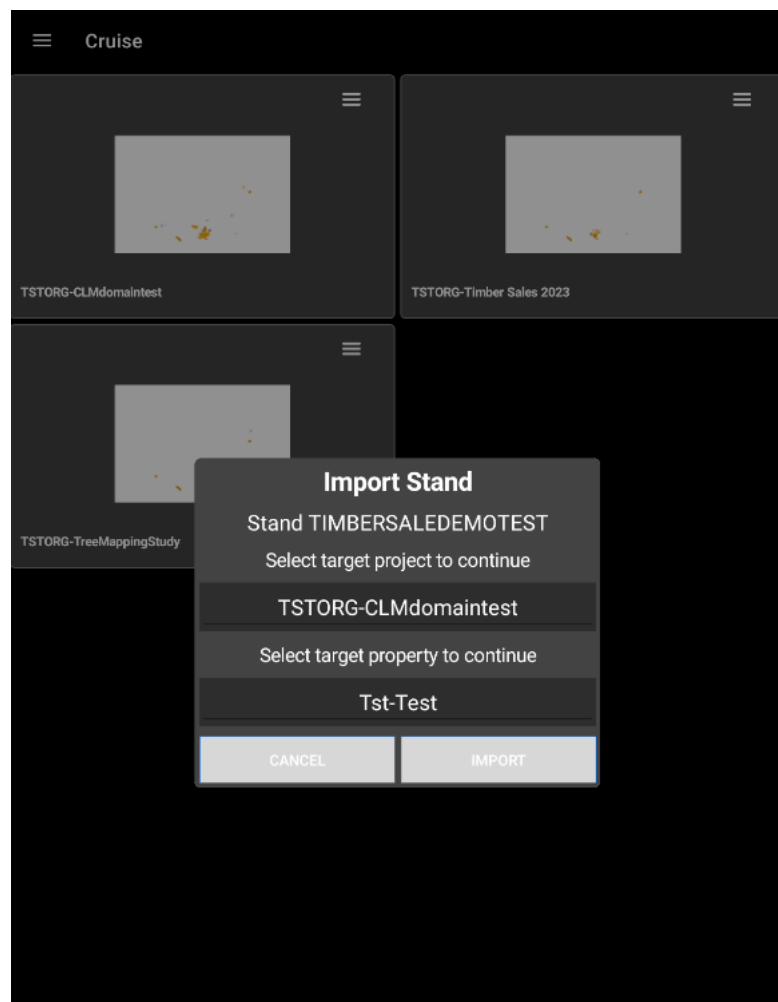 Cruise
TSTORG-CLMdomaintest
TSTORG-Timber Sales 2023
TSTORG-TreeMappingStudy
Import Stand
Stand TIMBERSALEDEMOTEST
Select target project to continue
TSTORG-CLMdomaintest
Select target property to continue
Tst-Test
CANCEL
IMPORT